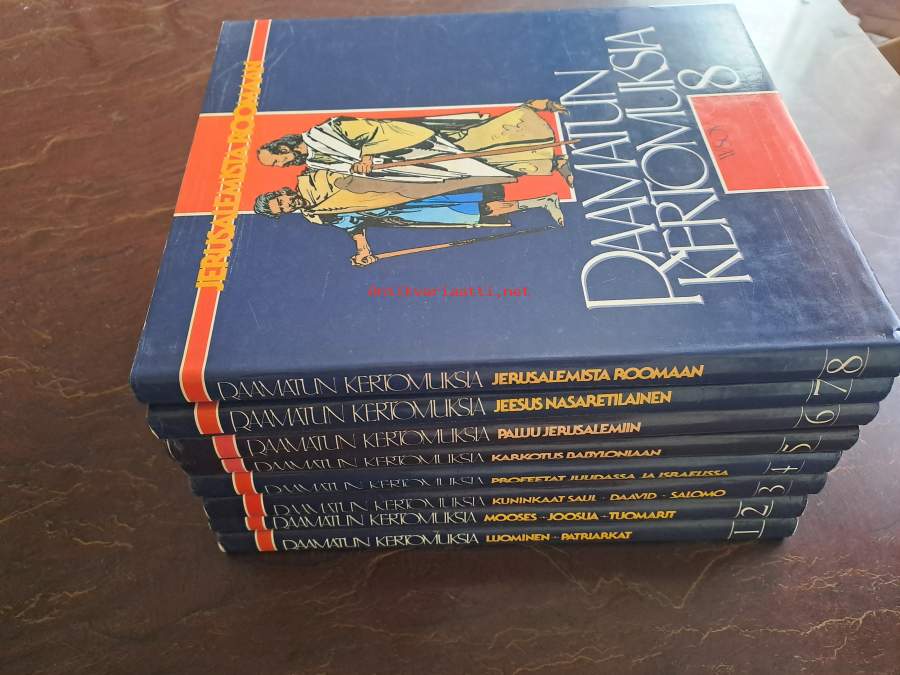 JERUSALEMISTA ROOMAAN
RAAMATUN
KERTOMUKSIA
8
antikvariaatti.net
RAAMATUN KERTOMUKSIA JERUSALEMISTA ROOMAAN 8
RAAMATUN KERTOMUKSIA JEESUS NASARETILAINEN 7
RAAMATUN KERTOMUKSIA PALUU JERUSALEMIIN 6
RAAMATUN KERTOMUKSIA KARKOTUS BABYLONIAAN 5
RAAMATUN KERTOMUKSIA PROFEETAT JUUDASSA JA ISRAELISSA 4
RAAMATUN KERTOMUKSIA KUNINKAAT SAUL · DAAVID · SALOMO 3
RAAMATUN KERTOMUKSIA MOOSES · JOOSUA · TUOMARIT 2
RAAMATUN KERTOMUKSIA LUOMINEN · PATRIARKAT 1